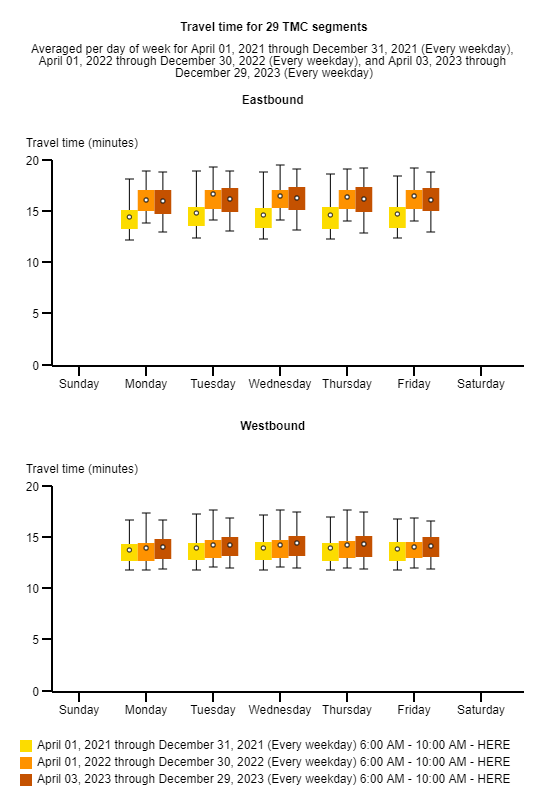 Travel time for 29 TMC segments
Averaged per day of week for April 01, 2021 through December 31, 2021 (Every weekday),
April 01, 2022 through December 30, 2022 (Every weekday), and April 03, 2023 through
December 29, 2023 (Every weekday)
Eastbound
Travel time (minutes)
20
15
10
5
0
Sunday Monday Tuesday Wednesday Thursday Friday Saturday
Westbound
Travel time (minutes)
20
15
10
5
0
Sunday Monday Tuesday Wednesday Thursday Friday Saturday
April 01, 2021 through December 31, 2021 (Every weekday) 6:00 AM - 10:00 AM - HERE
April 01, 2022 through December 30, 2022 (Every weekday) 6:00 AM - 10:00 AM - HERE
April 03, 2023 through December 29, 2023 (Every weekday) 6:00 AM - 10:00 AM - HERE